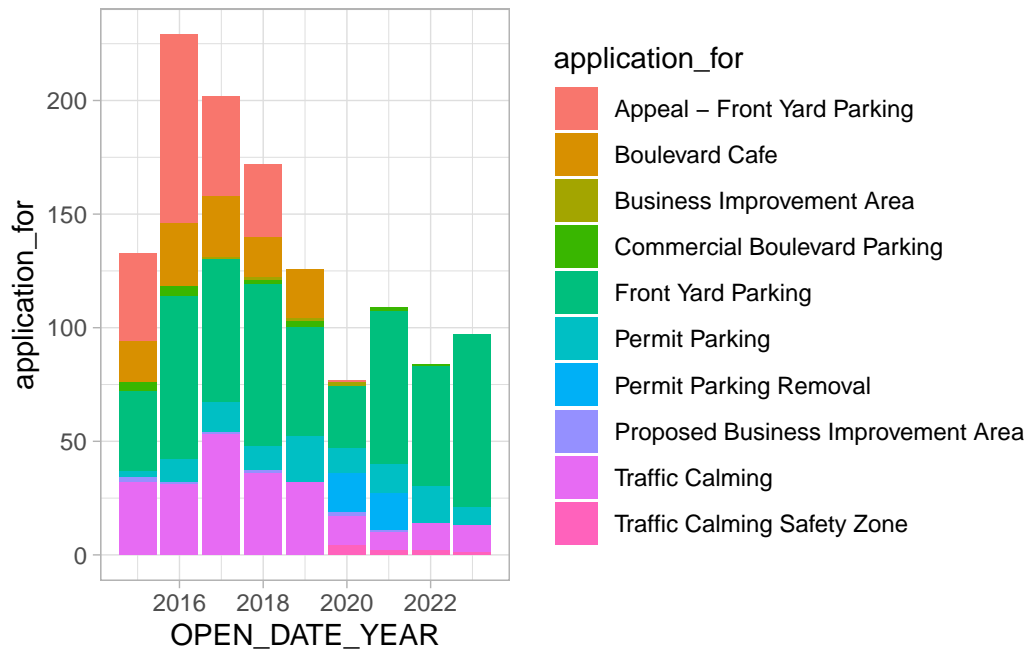 application_for
200
150
100
50
0
2016
2018
2020
2022
OPEN_DATE_YEAR
application_for
Appeal – Front Yard Parking
Boulevard Cafe
Business Improvement Area
Commercial Boulevard Parking
Front Yard Parking
Permit Parking
Permit Parking Removal
Proposed Business Improvement Area
Traffic Calming
Traffic Calming Safety Zone